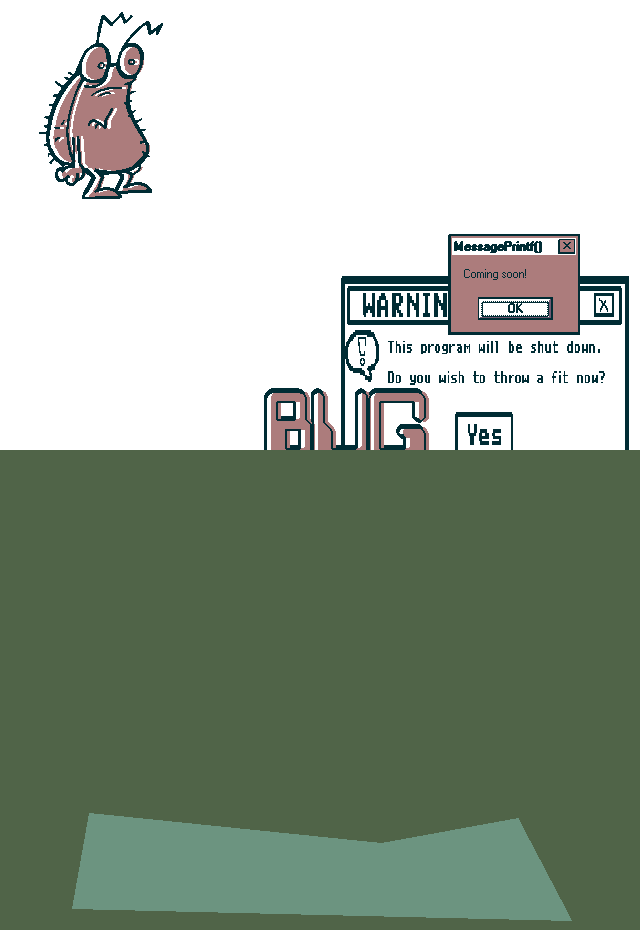 MessagePrintf()
Coming soon!
OK
WARNIN
This program will be shut down.
Do you wish to throw a fit now?
BUG
Yes